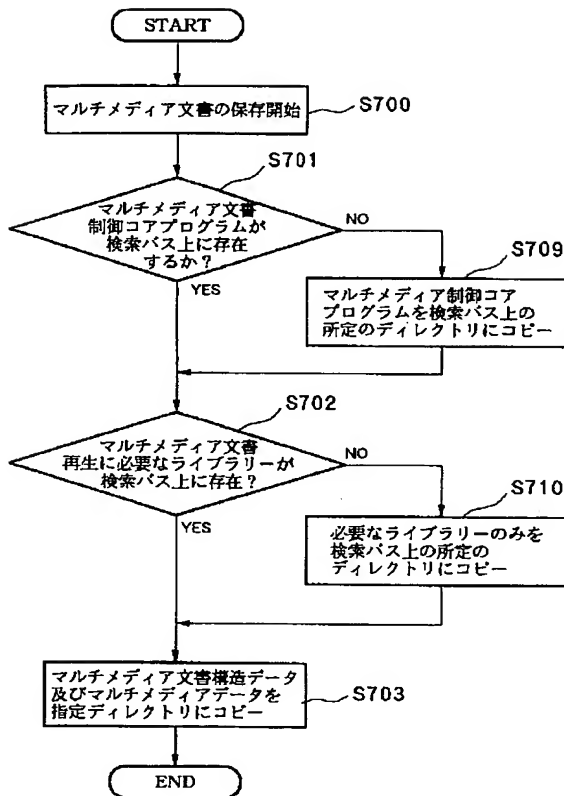 START
マルチメディア文書の保存開始
S700
S701
マルチメディア文書
制御コアプログラムが
検索パス上に存在
するか?
NO
YES
S709
マルチメディア制御コア
プログラムを検索パス上の
所定のディレクトリにコピー
S702
マルチメディア文書
再生に必要なライブラリーが
検索パス上に存在?
NO
YES
S710
必要なライブラリーのみを
検索パス上の所定の
ディレクトリにコピー
マルチメディア文書構造データ
及びマルチメディアデータを
指定ディレクトリにコピー
S703
END